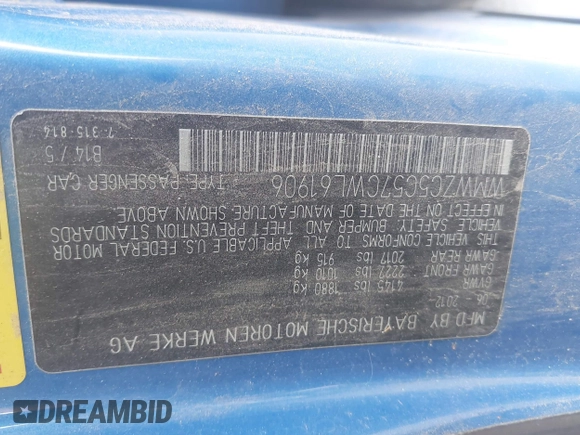 MFD BY BAYERISCHE MOTOREN WERKE AG
06 / 2012
GVWR 4145 lbs 1880 kg
GAWR FRONT 2227 lbs 1010 kg
GAWR REAR 2017 lbs 915 kg
THIS VEHICLE CONFORMS TO ALL APPLICABLE U.S. FEDERAL MOTOR
VEHICLE SAFETY, BUMPER AND THEFT PREVENTION STANDARDS
IN EFFECT ON THE DATE OF MANUFACTURE SHOWN ABOVE
WMWZC5C57CWL61906 TYPE: PASSENGER CAR
B14 / 5
7-315-814
DREAMBID